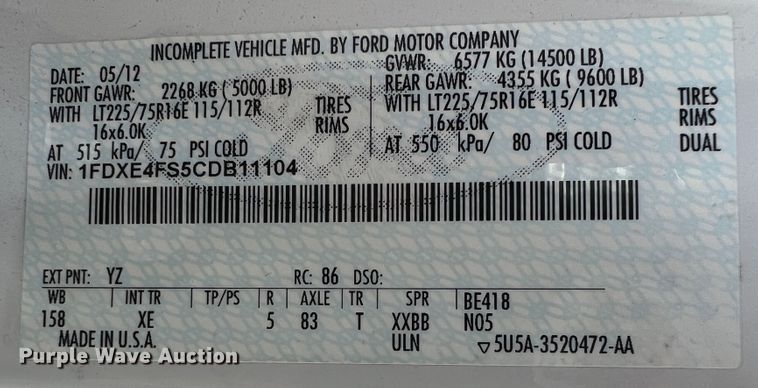 INCOMPLETE VEHICLE MFD. BY FORD MOTOR COMPANY
DATE: 05/12 GVWR: 6577 KG (14500 LB)
FRONT GAWR: 2268 KG ( 5000 LB) REAR GAWR: 4355 KG ( 9600 LB)
WITH LT225/75R16E 115/112R TIRES WITH LT225/75R16E 115/112R TIRES
16x6.0K RIMS 16x6.0K RIMS
AT 515 kPa/ 75 PSI COLD AT 550 kPa/ 80 PSI COLD DUAL
VIN: 1FDXE4FS5CDB11104
Ford
EXT PNT: YZ RC: 86 DSO:
WB INT TR TP/PS R AXLE TR SPR BE418
158 XE 5 83 T XXBB N05
MADE IN U.S.A. ULN ▽5U5A-3520472-AA
Purple Wave Auction